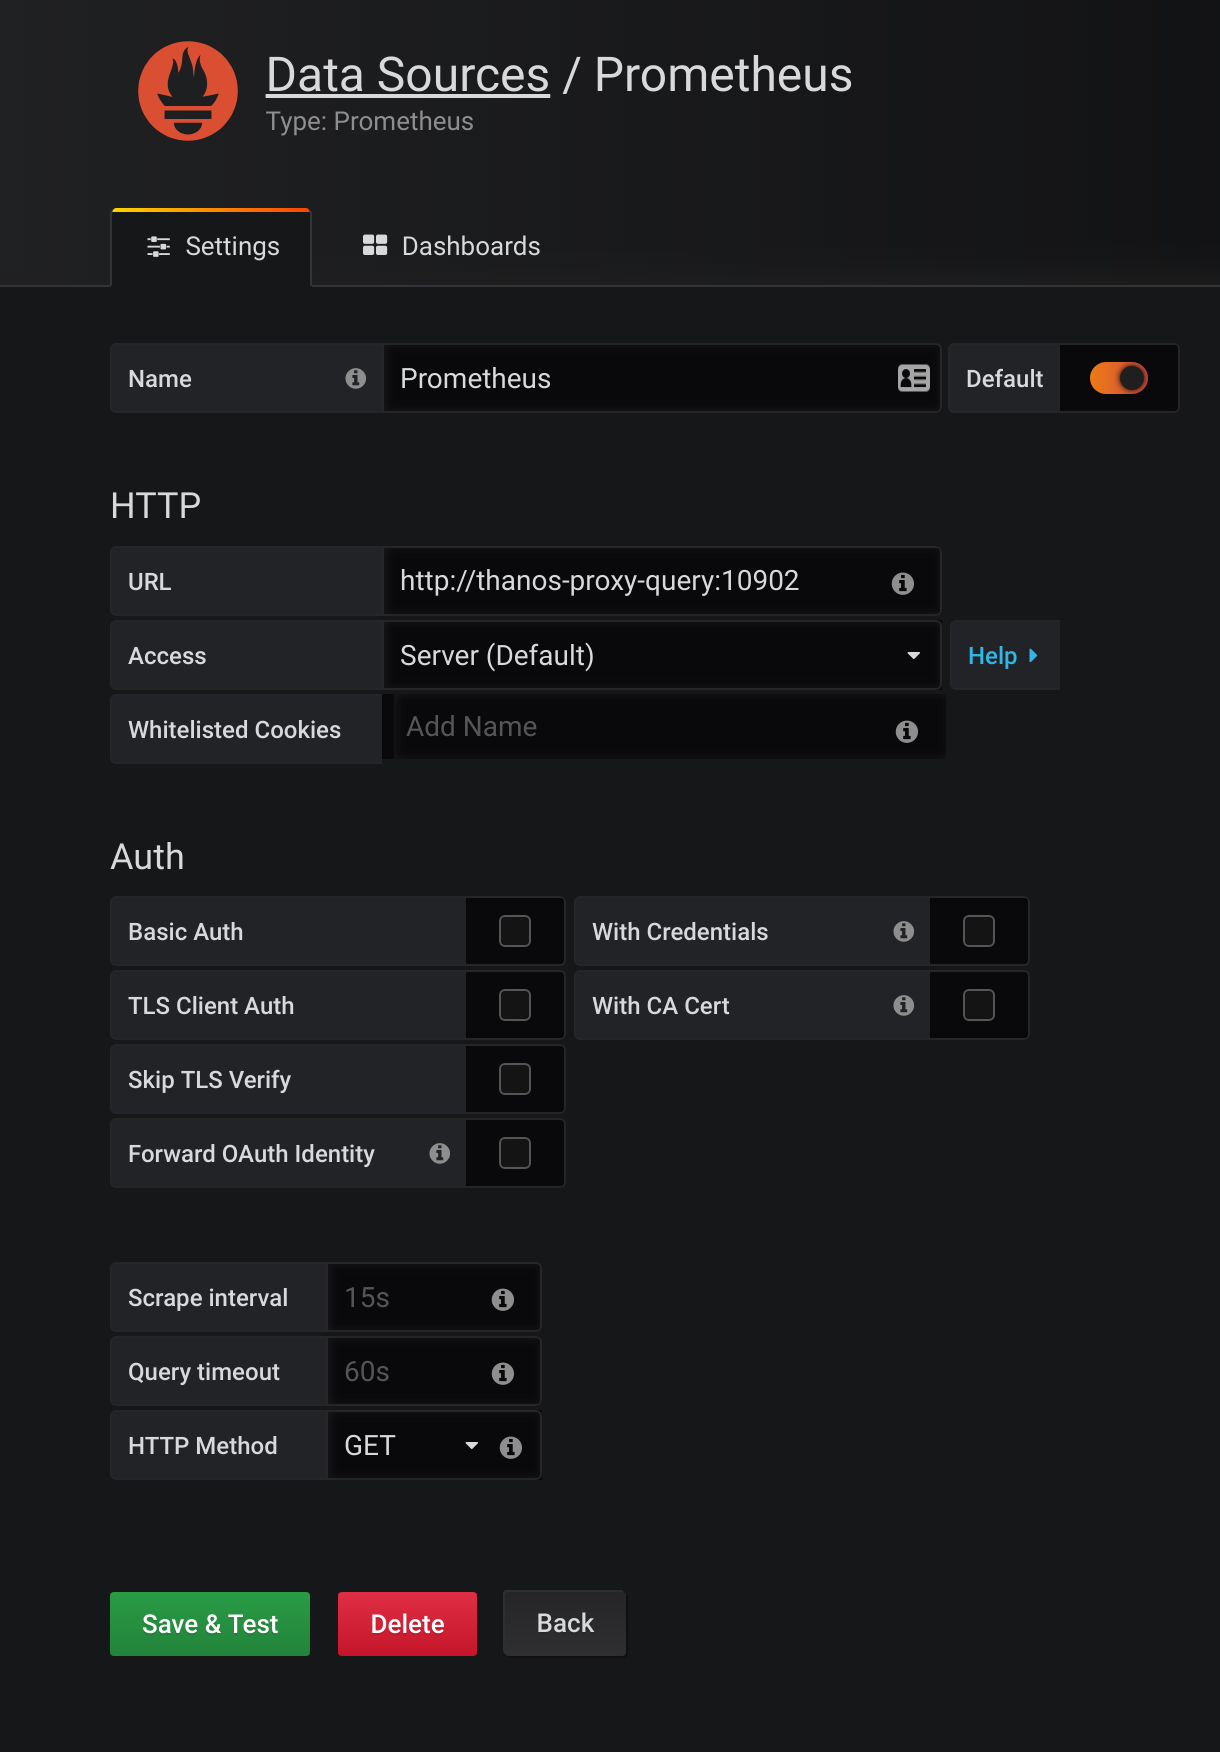 Data Sources / Prometheus
Type: Prometheus
Settings
Dashboards
Name
Prometheus
Default
HTTP
URL
http://thanos-proxy-query:10902
Access
Server (Default)
Help
Whitelisted Cookies
Add Name
Auth
Basic Auth
With Credentials
TLS Client Auth
With CA Cert
Skip TLS Verify
Forward OAuth Identity
Scrape interval
15s
Query timeout
60s
HTTP Method
GET
Save & Test
Delete
Back